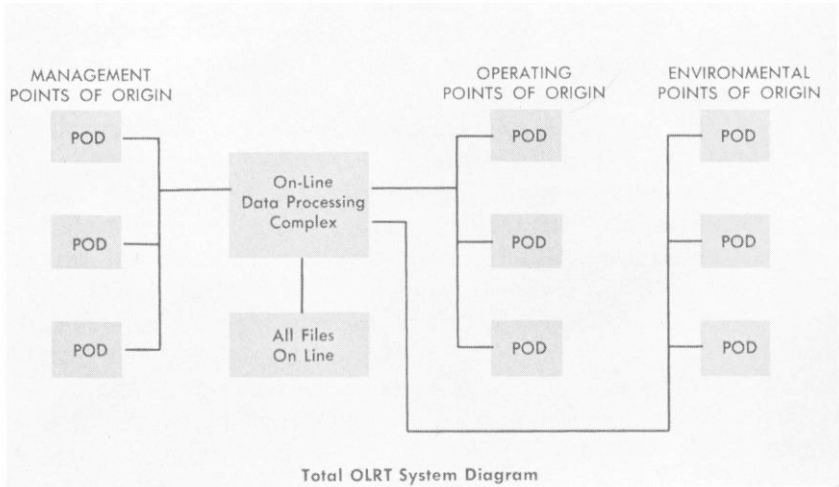 MANAGEMENT
POINTS OF ORIGIN
OPERATING
POINTS OF ORIGIN
ENVIRONMENTAL
POINTS OF ORIGIN
POD
POD
POD
On-Line
Data Processing
Complex
POD
POD
POD
POD
All Files
On Line
POD
POD
Total OLRT System Diagram